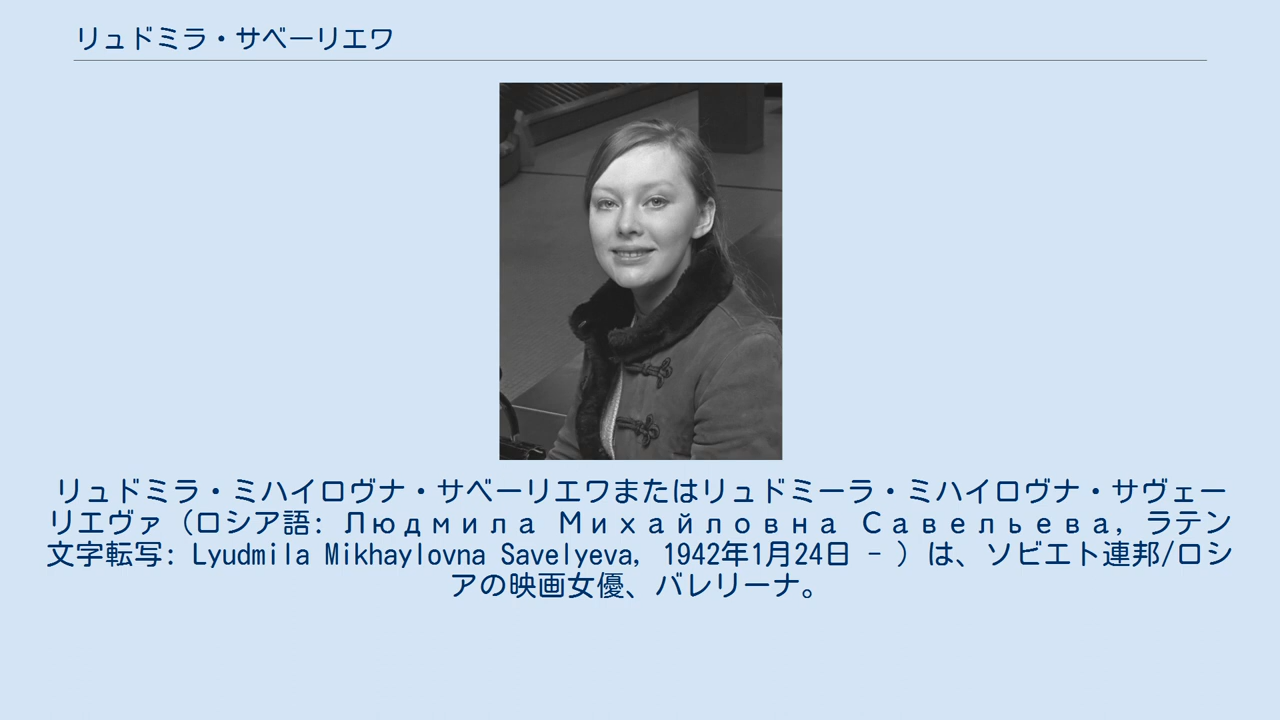 リュドミラ・サベーリエワ
リュドミラ・ミハイロヴナ・サベーリエワまたはリュドミーラ・ミハイロヴナ・サヴェー
リエヴァ（ロシア語: Людмила Михайловна Савельева, ラテン
文字転写: Lyudmila Mikhaylovna Savelyeva, 1942年1月24日 - ）は、ソビエト連邦/ロシ
アの映画女優、バレリーナ。